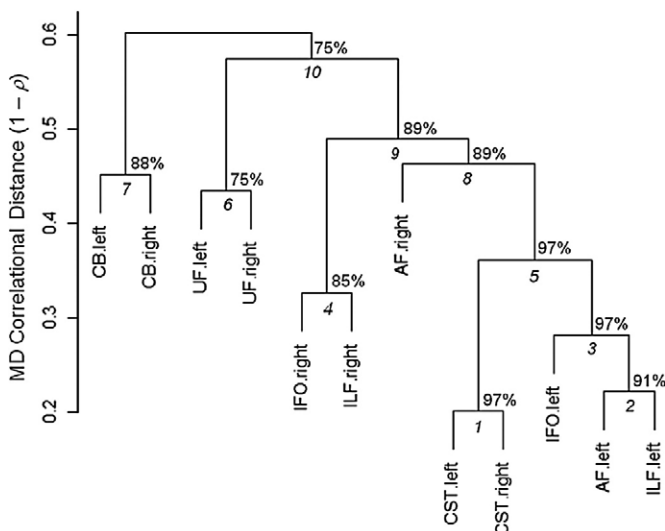 MD Correlational Distance (1 – ρ)
0.6
0.5
0.4
0.3
0.2
75%
10
89%
9
89%
8
88%
7
75%
6
97%
5
85%
4
97%
3
91%
2
97%
1
CB.left
CB.right
UF.left
UF.right
IFO.right
ILF.right
AF.right
CST.left
CST.right
IFO.left
AF.left
ILF.left